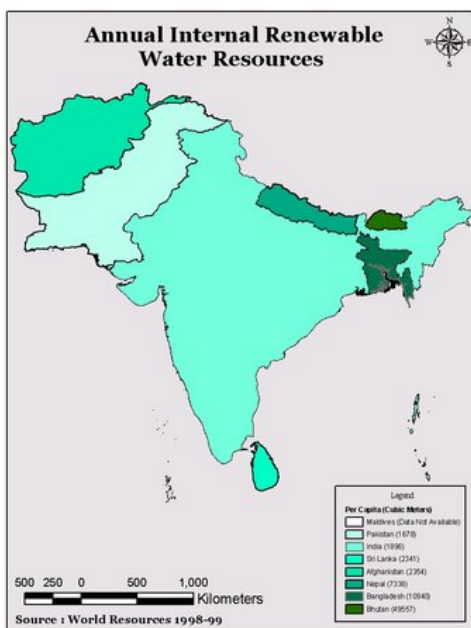 Annual Internal Renewable
Water Resources
N
W E
S
Legend
Per Capita (Cubic Meters)
Maldives (Data Not Available)
Pakistan (1678)
India (1896)
Sri Lanka (2341)
Afghanistan (2354)
Nepal (7338)
Bangladesh (10940)
Bhutan (49557)
500 250 0 500 1,000
Kilometers
Source : World Resources 1998-99